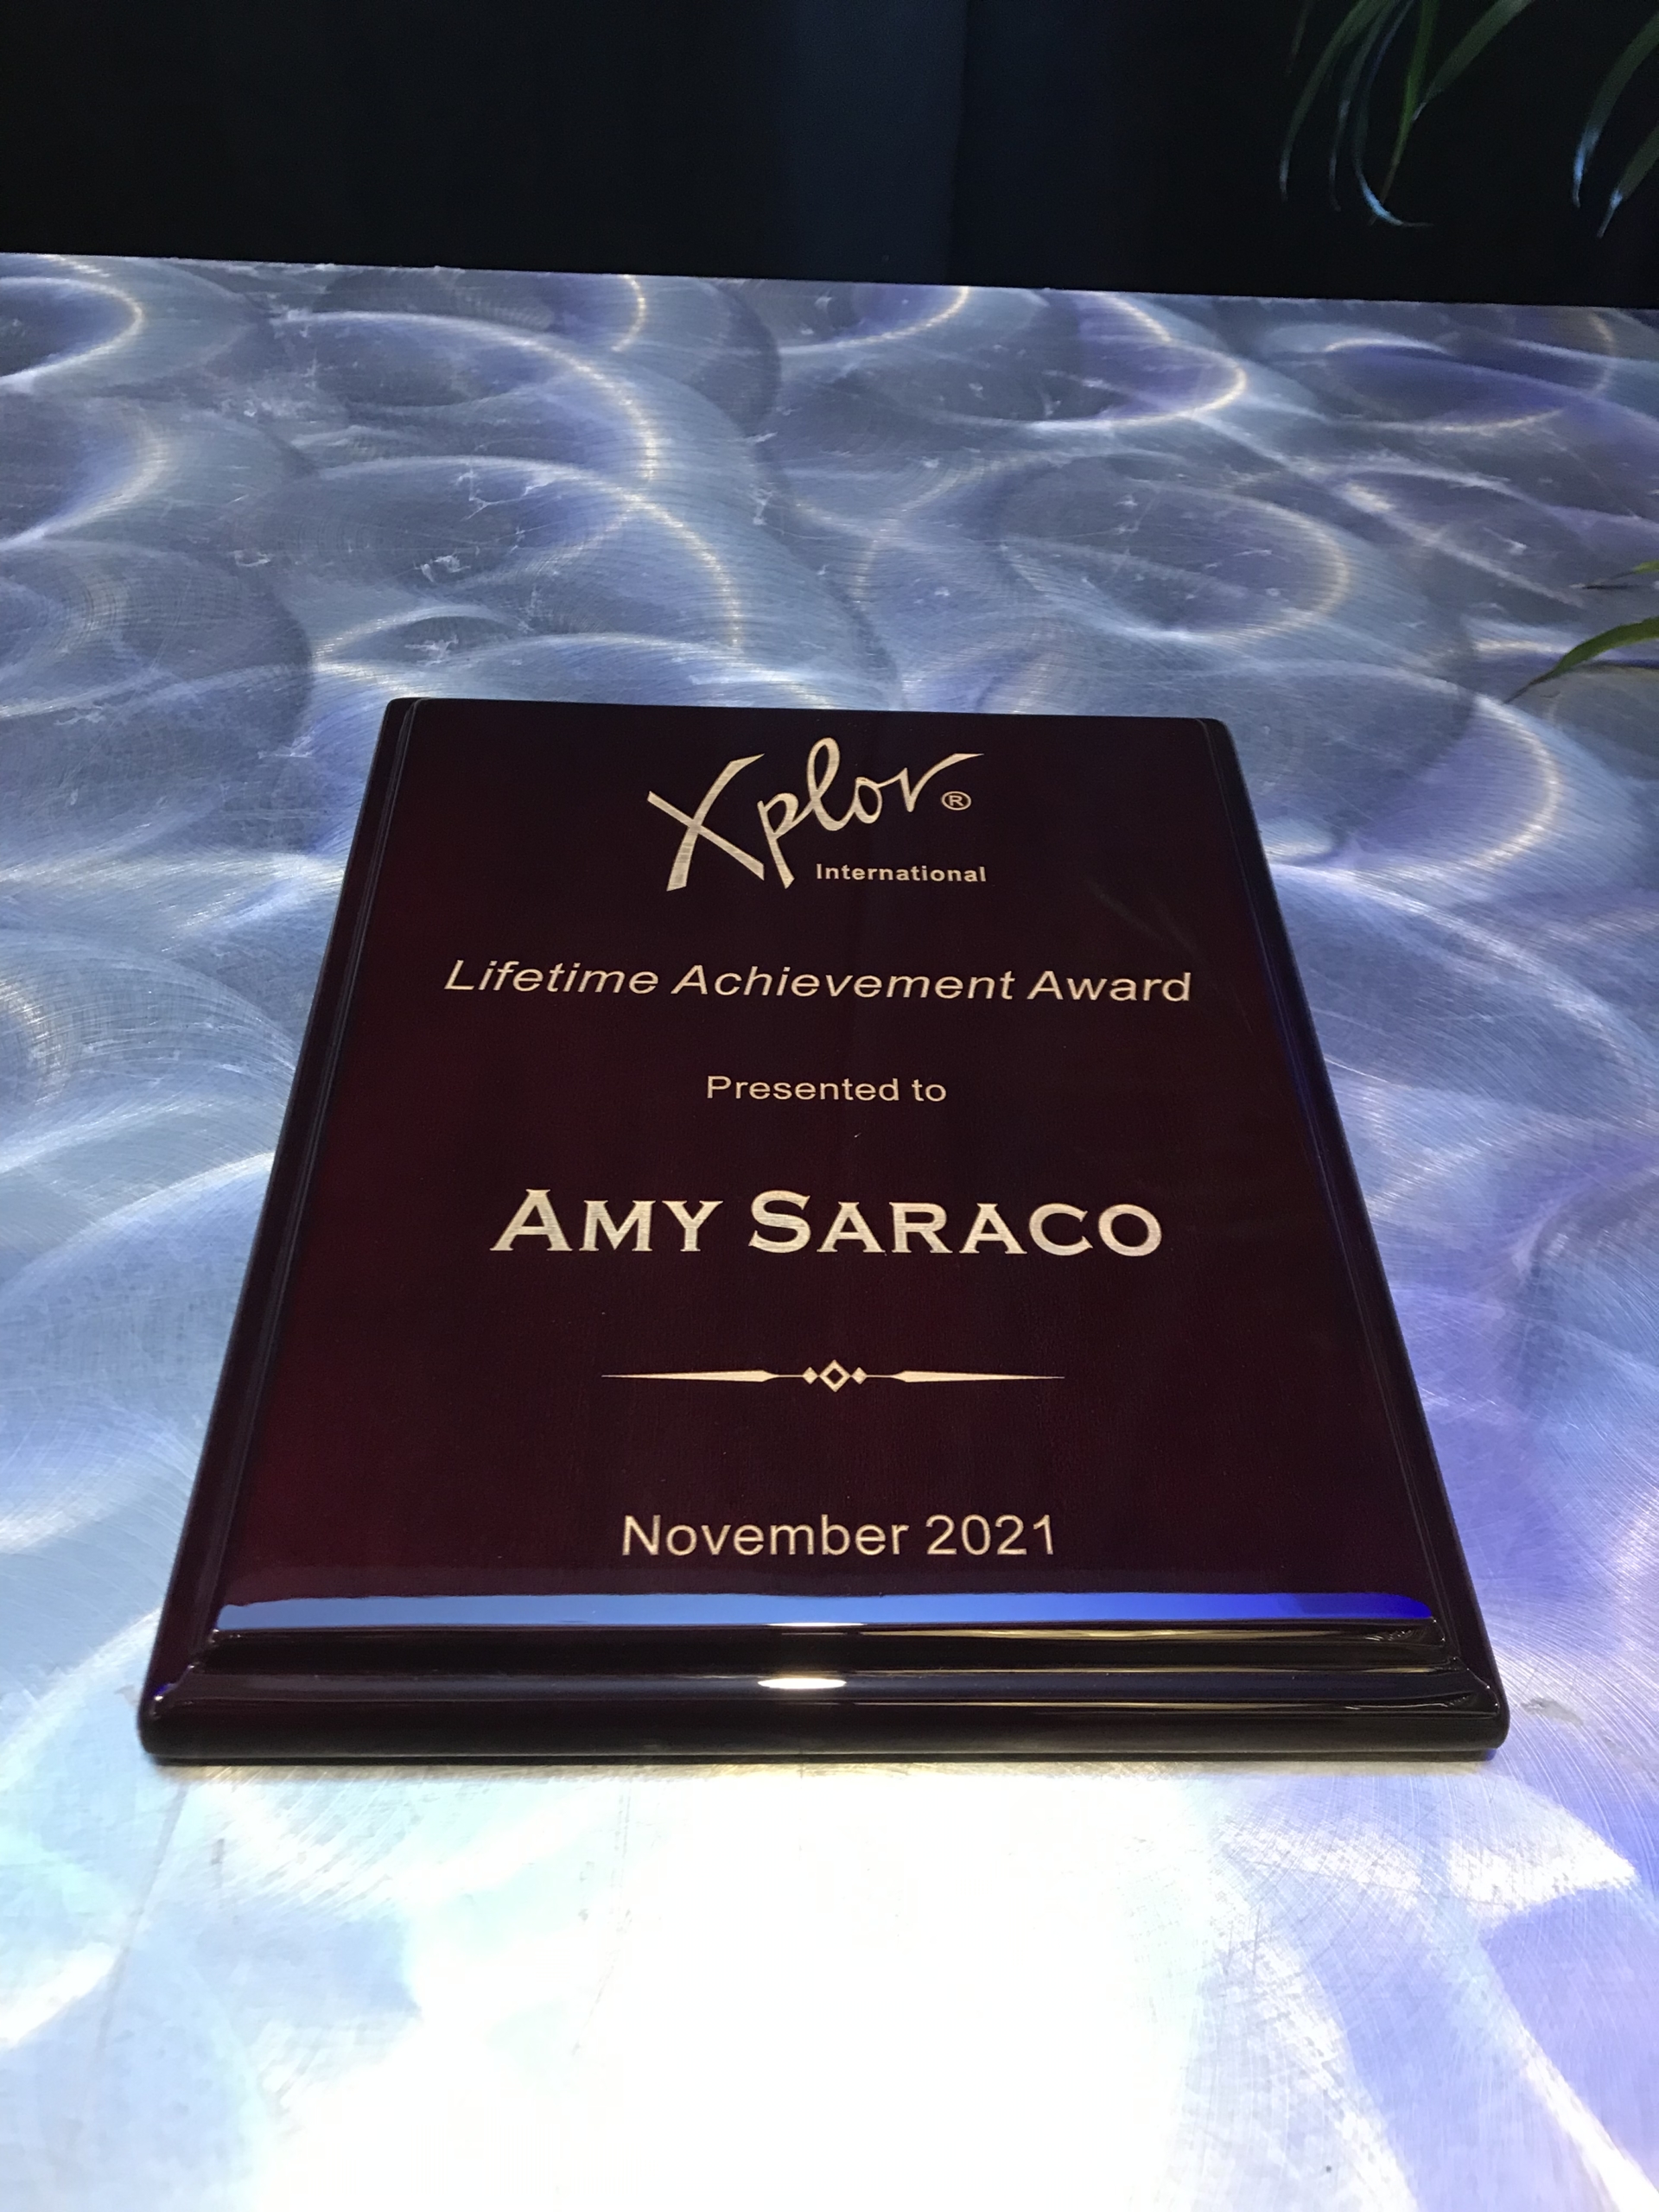 Xplor®
International
Lifetime Achievement Award
Presented to
AMY SARACO
November 2021